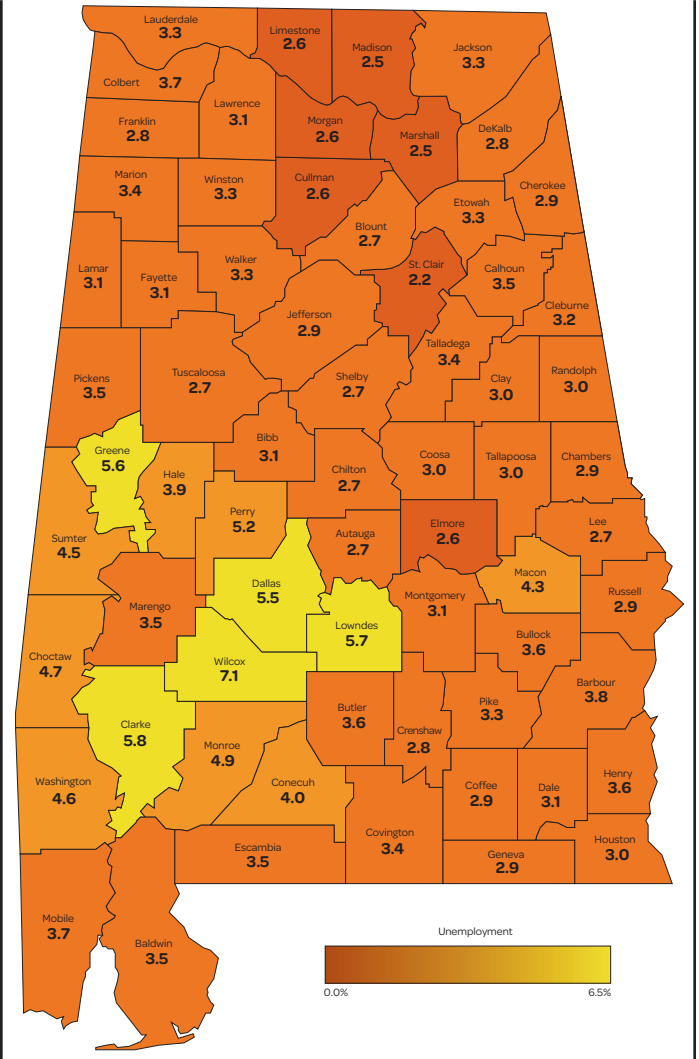 Lauderdale
3.3
Limestone
2.6
Madison
2.5
Jackson
3.3
Colbert 3.7
Lawrence
3.1
Franklin
2.8
Morgan
2.6
Marshall
2.5
DeKalb
2.8
Marion
3.4
Winston
3.3
Cullman
2.6
Cherokee
2.9
Etowah
3.3
Blount
2.7
Lamar
3.1
Fayette
3.1
Walker
3.3
St. Clair
2.2
Calhoun
3.5
Cleburne
3.2
Jefferson
2.9
Talladega
3.4
Pickens
3.5
Tuscaloosa
2.7
Shelby
2.7
Clay
3.0
Randolph
3.0
Greene
5.6
Hale
3.9
Bibb
3.1
Chilton
2.7
Coosa
3.0
Tallapoosa
3.0
Chambers
2.9
Sumter
4.5
Perry
5.2
Autauga
2.7
Elmore
2.6
Lee
2.7
Marengo
3.5
Dallas
5.5
Lowndes
5.7
Montgomery
3.1
Macon
4.3
Russell
2.9
Choctaw
4.7
Wilcox
7.1
Bullock
3.6
Barbour
3.8
Clarke
5.8
Monroe
4.9
Butler
3.6
Crenshaw
2.8
Pike
3.3
Washington
4.6
Conecuh
4.0
Coffee
2.9
Dale
3.1
Henry
3.6
Escambia
3.5
Covington
3.4
Geneva
2.9
Houston
3.0
Mobile
3.7
Baldwin
3.5
Unemployment
0.0% 6.5%